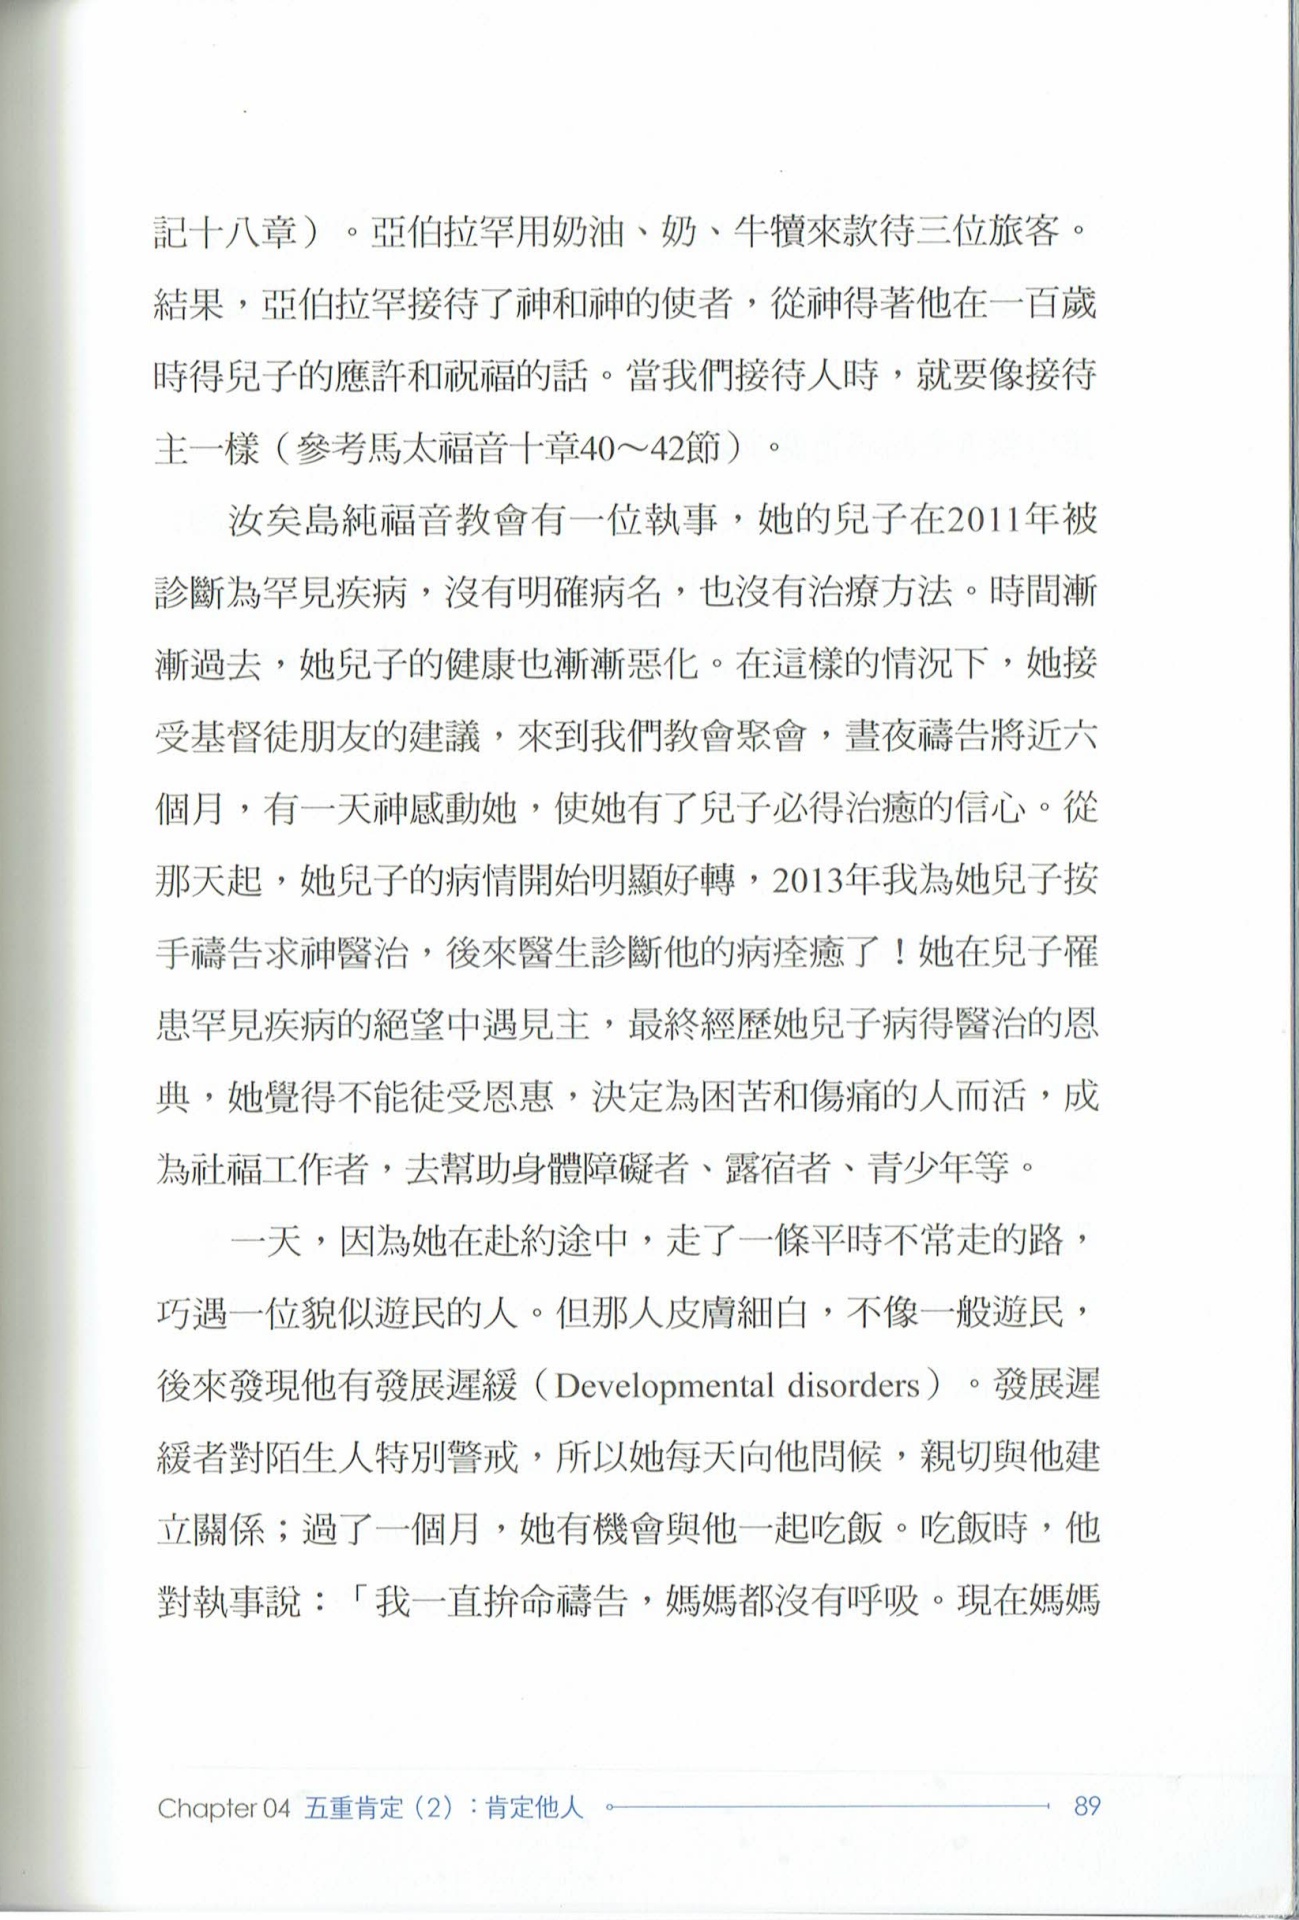 記十八章）。亞伯拉罕用奶油、奶、牛犢來款待三位旅客。
結果，亞伯拉罕接待了神和神的使者，從神得著他在一百歲
時得兒子的應許和祝福的話。當我們接待人時，就要像接待
主一樣（參考馬太福音十章40～42節）。
汝矣島純福音教會有一位執事，她的兒子在2011年被
診斷為罕見疾病，沒有明確病名，也沒有治療方法。時間漸
漸過去，她兒子的健康也漸漸惡化。在這樣的情況下，她接
受基督徒朋友的建議，來到我們教會聚會，晝夜禱告將近六
個月，有一天神感動她，使她有了兒子必得治癒的信心。從
那天起，她兒子的病情開始明顯好轉，2013年我為她兒子按
手禱告求神醫治，後來醫生診斷他的病痊癒了！她在兒子罹
患罕見疾病的絕望中遇見主，最終經歷她兒子病得醫治的恩
典，她覺得不能徒受恩惠，決定為困苦和傷痛的人而活，成
為社福工作者，去幫助身體障礙者、露宿者、青少年等。
一天，因為她在赴約途中，走了一條平時不常走的路，
巧遇一位貌似遊民的人。但那人皮膚細白，不像一般遊民，
後來發現他有發展遲緩（Developmental disorders）。發展遲
緩者對陌生人特別警戒，所以她每天向他問候，親切與他建
立關係；過了一個月，她有機會與他一起吃飯。吃飯時，他
對執事說：「我一直拚命禱告，媽媽都沒有呼吸。現在媽媽
Chapter 04 五重肯定（2）：肯定他人 89